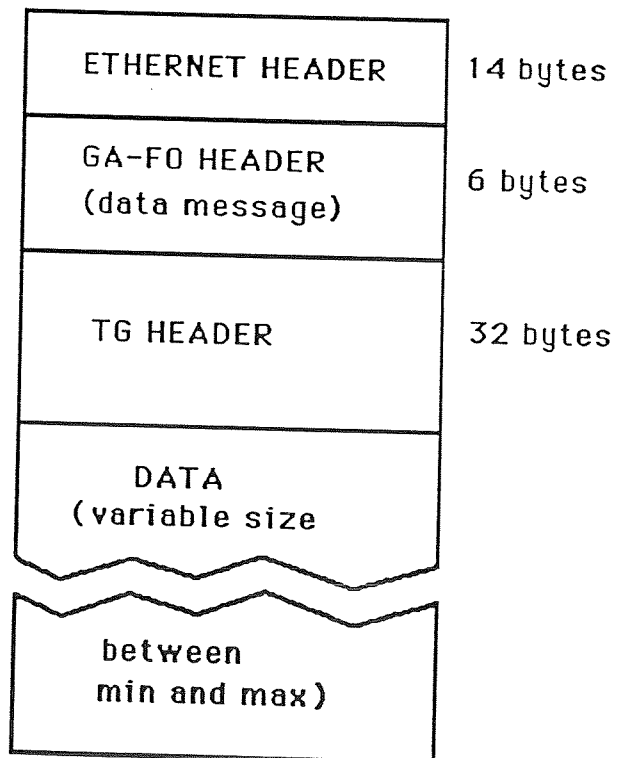 ETHERNET HEADER 14 bytes
GA-FO HEADER
(data message)
6 bytes
TG HEADER 32 bytes
DATA
(variable size
between
min and max)